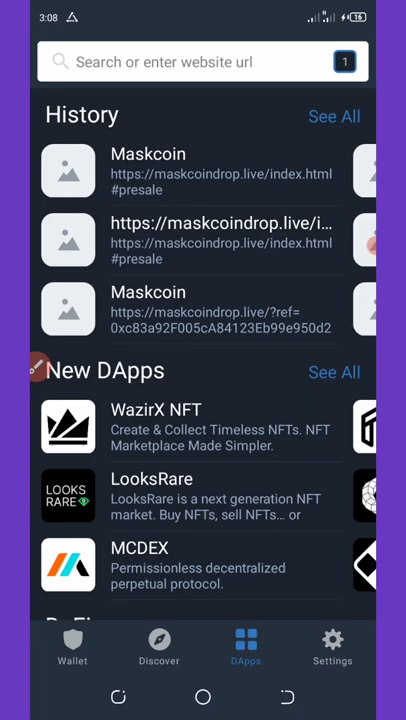 3:08
H
16
Search or enter website url
1
History
See All
Maskcoin
https://maskcoindrop.live/index.html
#presale
https://maskcoindrop.live/i...
https://maskcoindrop.live/index.html
#presale
Maskcoin
https://maskcoindrop.live/?ref=
0xc83a92F005cA84123Eb99e950d2
New DApps
See All
WazirX NFT
Create & Collect Timeless NFTs. NFT
Marketplace Made Simpler.
LOOKS
RARE
LooksRare
LooksRare is a next generation NFT
market. Buy NFTs, sell NFTs... or
MCDEX
Permissionless decentralized
perpetual protocol.
Wallet
Discover
DApps
Settings